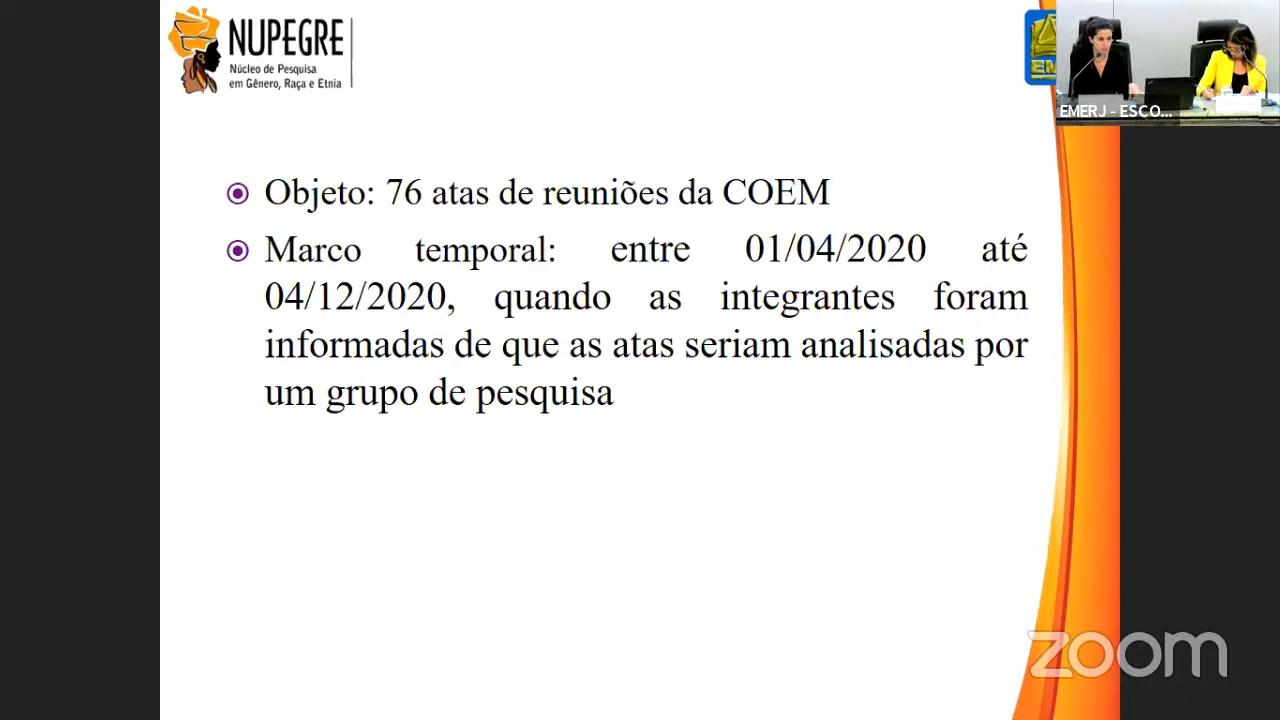 NUPEGRE
Núcleo de Pesquisa
em Gênero, Raça e Etnia
EMERJ - ESCO...
Objeto: 76 atas de reuniões da COEM
Marco temporal: entre 01/04/2020 até
04/12/2020, quando as integrantes foram
informadas de que as atas seriam analisadas por
um grupo de pesquisa
zoom